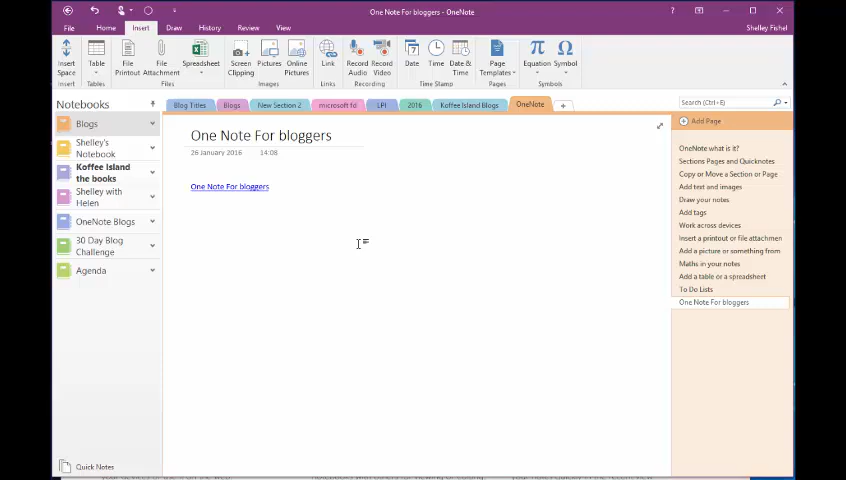 One Note For bloggers - OneNote
?
File Home Insert Draw History Review View
Shelley Fishel
Insert Space
Table
File Printout
File Attachment
Spreadsheet
Screen Clipping
Pictures
Online Pictures
Link
Record Audio
Record Video
Date
Time
Date & Time
Page Templates
Equation
Symbol
Insert Tables Files Images Links Recording Time Stamp Pages Symbols
Notebooks
Blog Titles Blogs New Section 2 microsoft fd LPI 2016 Koffee Island Blogs OneNote +
Search (Ctrl+E)
Blogs
Shelley's
Notebook
Koffee Island
the books
Shelley with
Helen
OneNote Blogs
30 Day Blog
Challenge
Agenda
Quick Notes
One Note For bloggers
26 January 2016 14:08
One Note For bloggers
Add Page
OneNote what is it?
Sections Pages and Quicknotes
Copy or Move a Section or Page
Add text and images
Draw your notes
Add tags
Work across devices
Insert a printout or file attachmen
Add a picture or something from
Maths in your notes
Add a table or a spreadsheet
To Do Lists
One Note For bloggers